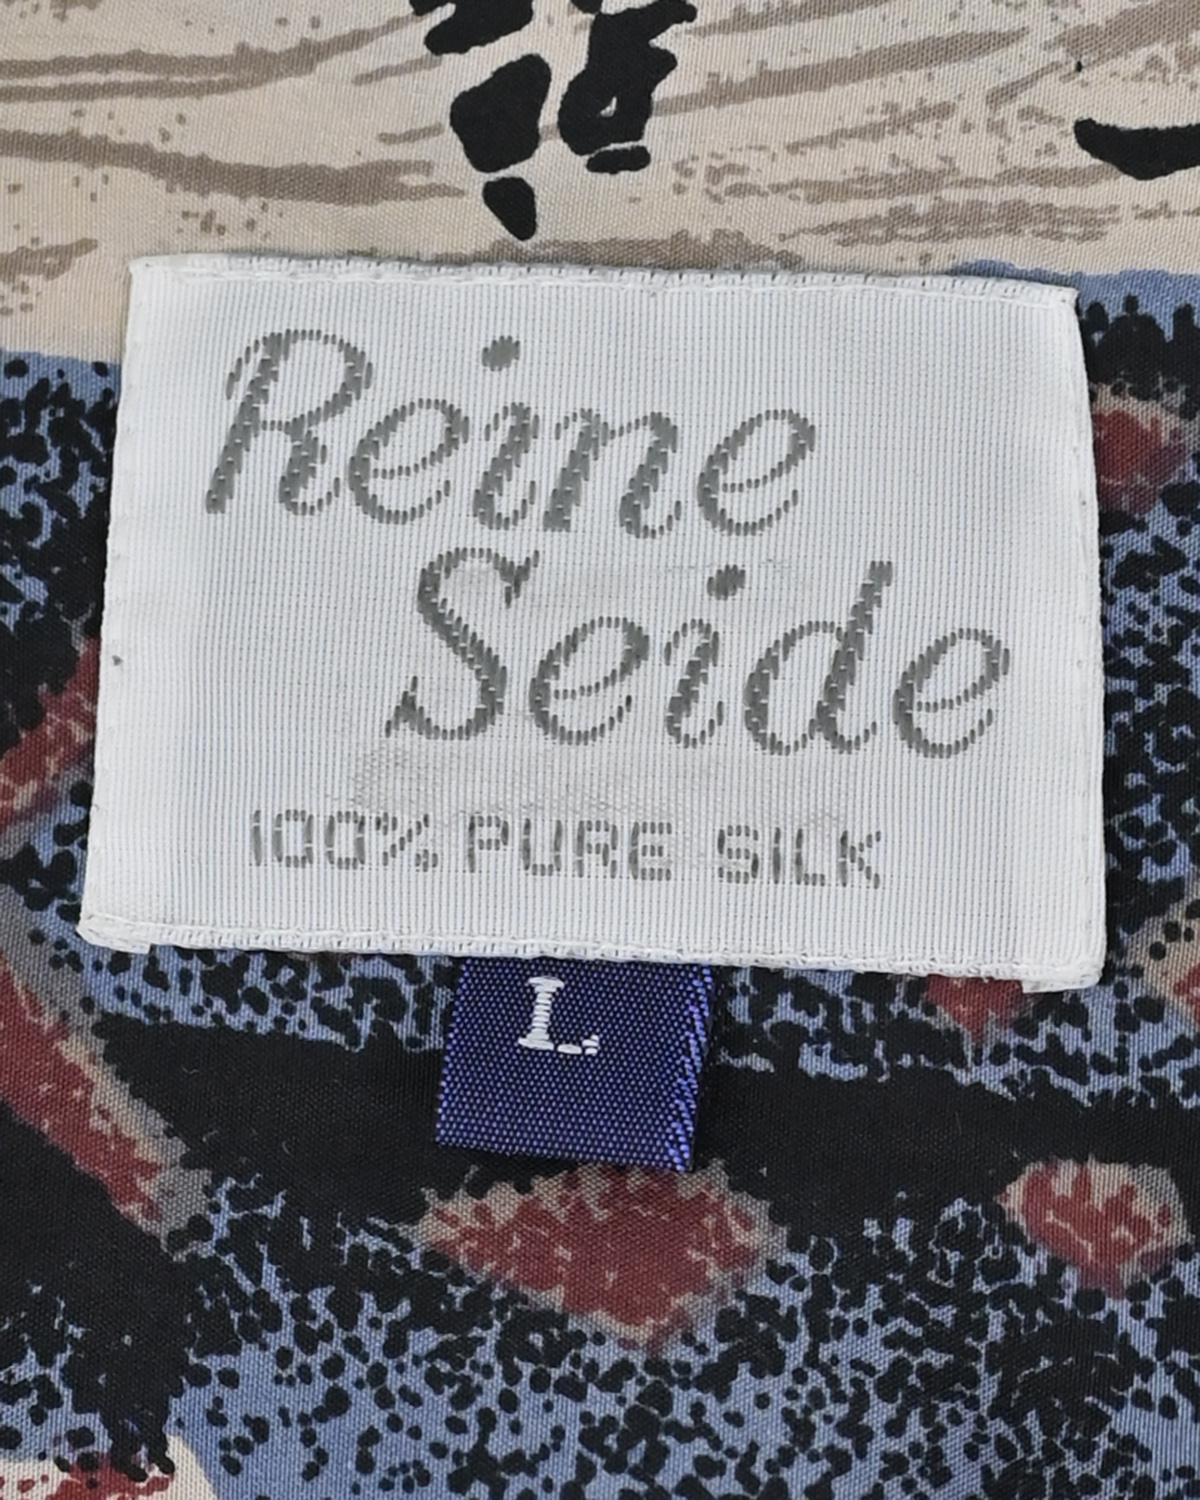 Reine
Seide
100% PURE SILK
L